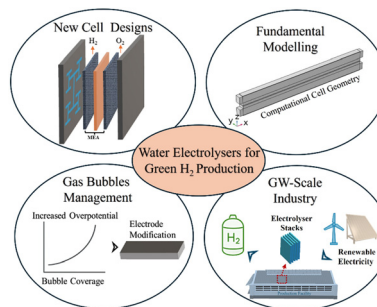 New Cell Designs
H₂
O₂
MEA
Fundamental
Modelling
Computational Cell Geometry
y z x
Water Electrolysers for
Green H₂ Production
Gas Bubbles
Management
Increased Overpotential
Bubble Coverage
Electrode
Modification
GW-Scale
Industry
H₂
Electrolyser
Stacks
Renewable
Electricity